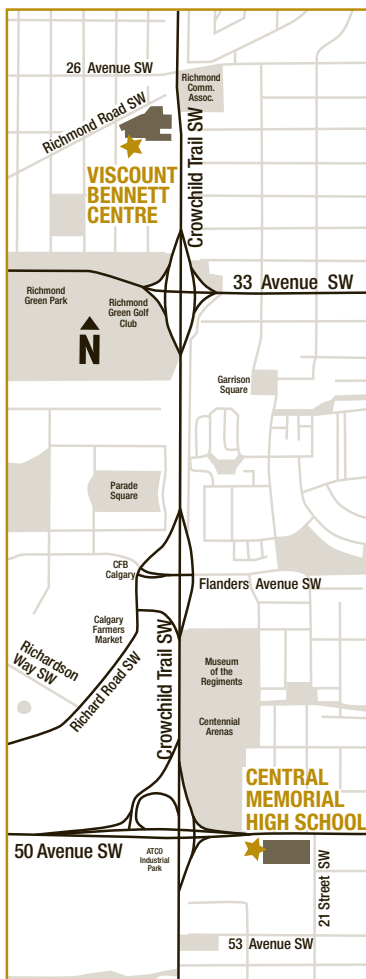 26 Avenue SW
Richmond
Comm.
Assoc.
Richmond Road SW
Crowchild Trail SW
VISCOUNT
BENNETT
CENTRE
33 Avenue SW
Richmond
Green Park
Richmond
Green Golf
Club
N
Garrison
Square
Parade
Square
CFB
Calgary
Flanders Avenue SW
Calgary
Farmers
Market
Richardson
Way SW
Richard Road SW
Crowchild Trail SW
Museum
of the
Regiments
Centennial
Arenas
CENTRAL
MEMORIAL
HIGH SCHOOL
50 Avenue SW
ATCO
Industrial
Park
21 Street SW
53 Avenue SW